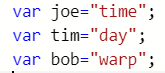 var joe="time";
var tim="day";
var bob="warp";